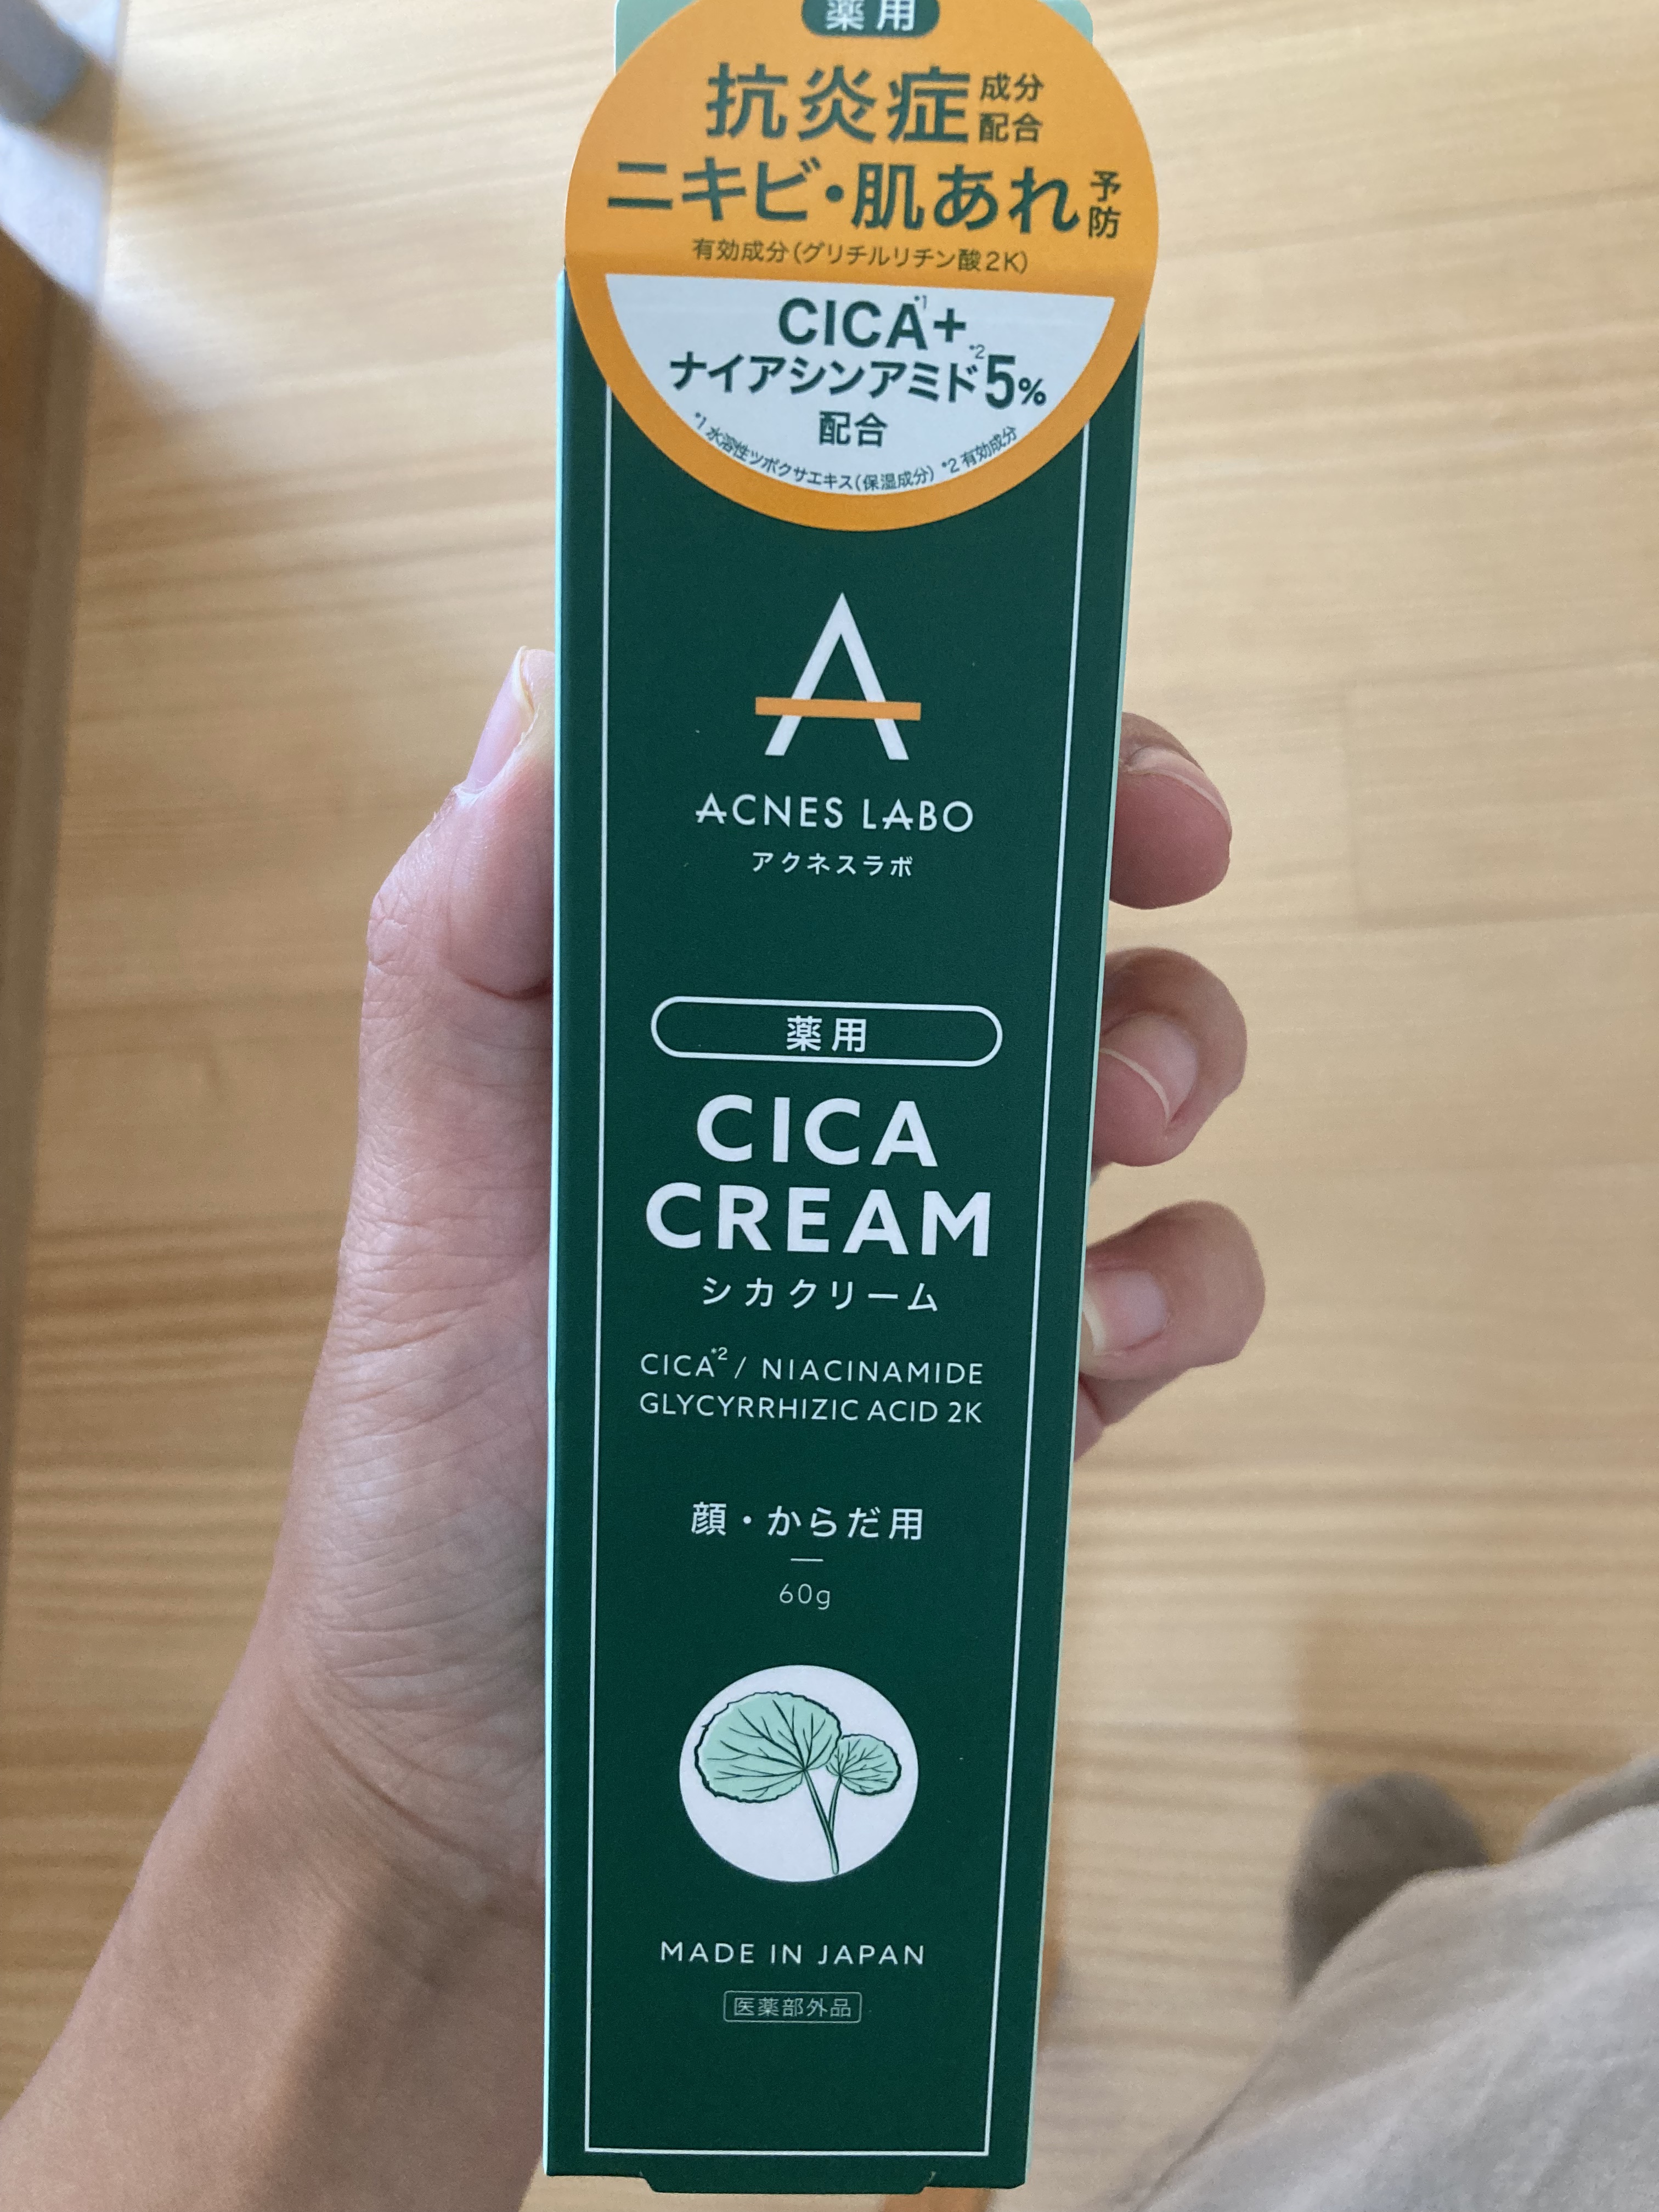 薬用
抗炎症成分配合
ニキビ・肌あれ予防
有効成分（グリチルリチン酸2K）
CICA*1+
ナイアシンアミド*25%
配合
*1 水溶性ツボクサエキス（保湿成分） *2 有効成分
A
ACNES LABO
アクネスラボ
薬用
CICA
CREAM
シカクリーム
CICA*2 / NIACINAMIDE
GLYCYRRHIZIC ACID 2K
顔・からだ用
60g
MADE IN JAPAN
医薬部外品